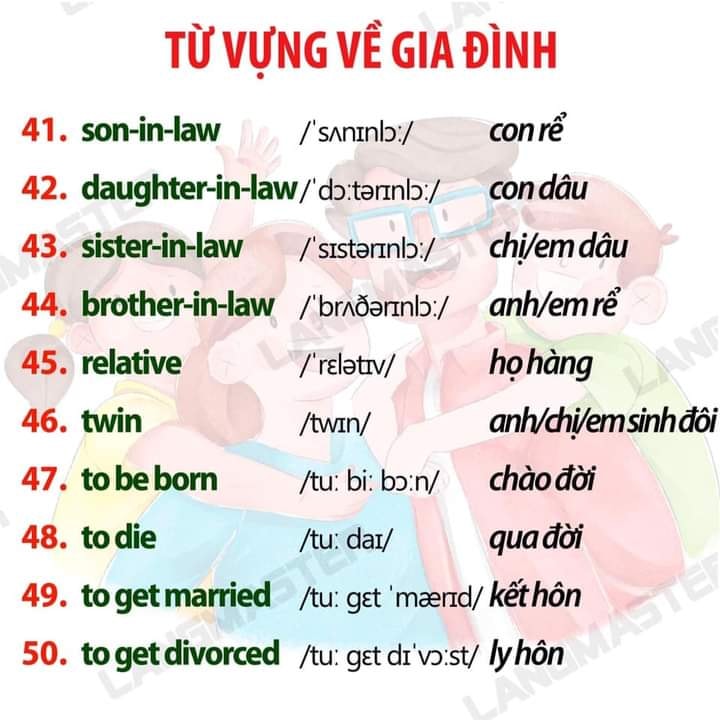 TỪ VỰNG VỀ GIA ĐÌNH
41. son-in-law /ˈsʌnɪnlɔː/ con rể
42. daughter-in-law /ˈdɔːtərɪnlɔː/ con dâu
43. sister-in-law /ˈsɪstərɪnlɔː/ chị/em dâu
44. brother-in-law /ˈbrʌðərɪnlɔː/ anh/em rể
45. relative /ˈrɛlətɪv/ họ hàng
46. twin /twɪn/ anh/chị/em sinh đôi
47. to be born /tuː biː bɔːn/ chào đời
48. to die /tuː daɪ/ qua đời
49. to get married /tuː gɛt ˈmærɪd/ kết hôn
50. to get divorced /tuː gɛt dɪˈvɔːst/ ly hôn
LANGMASTER